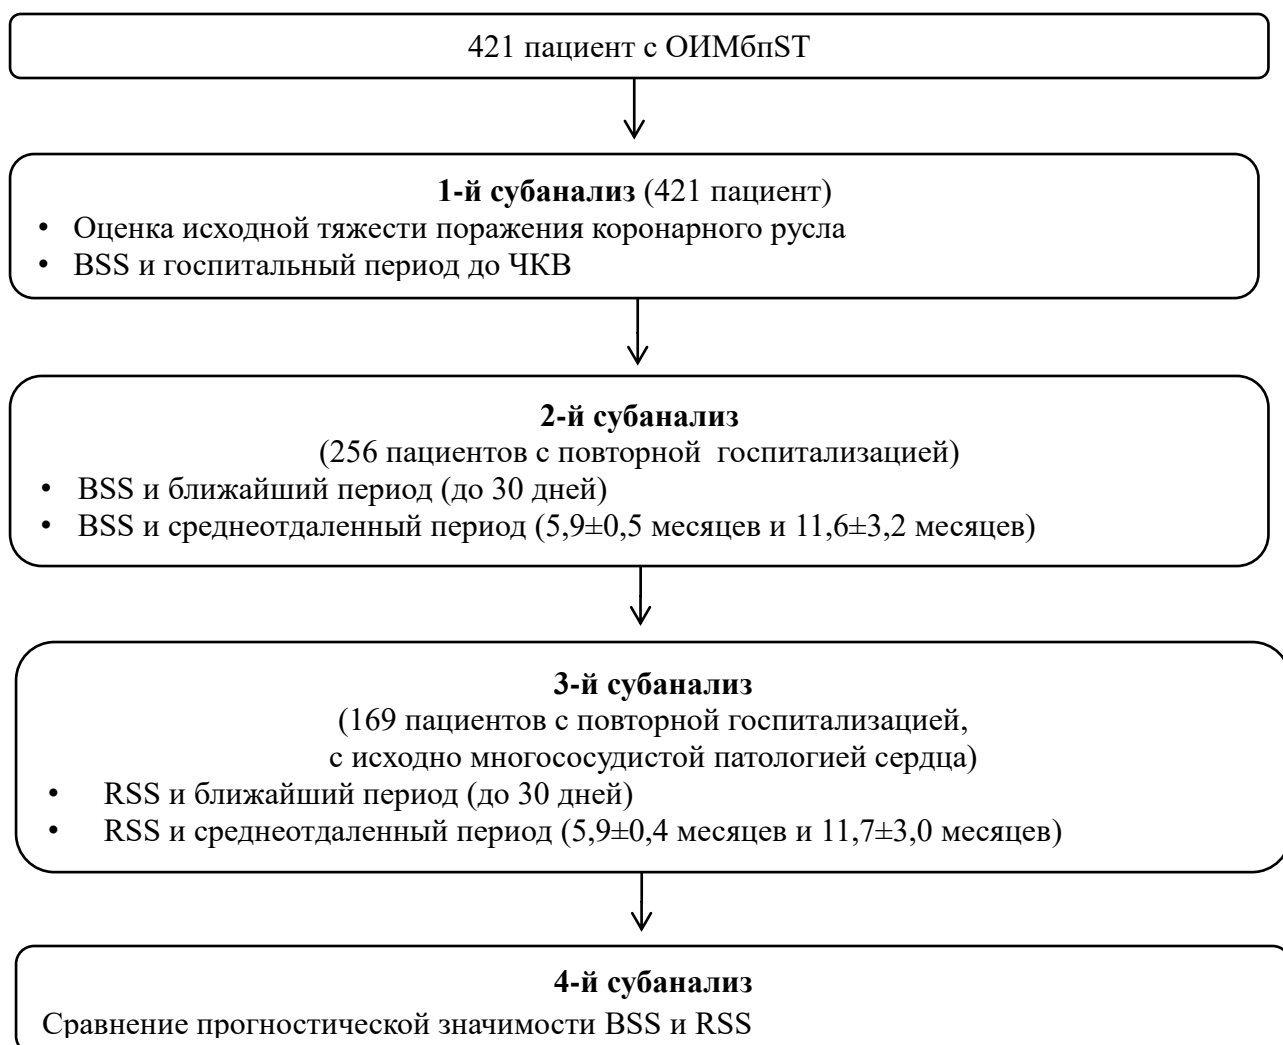 421 пациент с ОИМбпST
1-й субанализ (421 пациент)
• Оценка исходной тяжести поражения коронарного русла
• BSS и госпитальный период до ЧКВ
2-й субанализ
(256 пациентов с повторной госпитализацией)
• BSS и ближайший период (до 30 дней)
• BSS и среднеотдаленный период (5,9±0,5 месяцев и 11,6±3,2 месяцев)
3-й субанализ
(169 пациентов с повторной госпитализацией,
с исходно многососудистой патологией сердца)
• RSS и ближайший период (до 30 дней)
• RSS и среднеотдаленный период (5,9±0,4 месяцев и 11,7±3,0 месяцев)
4-й субанализ
Сравнение прогностической значимости BSS и RSS